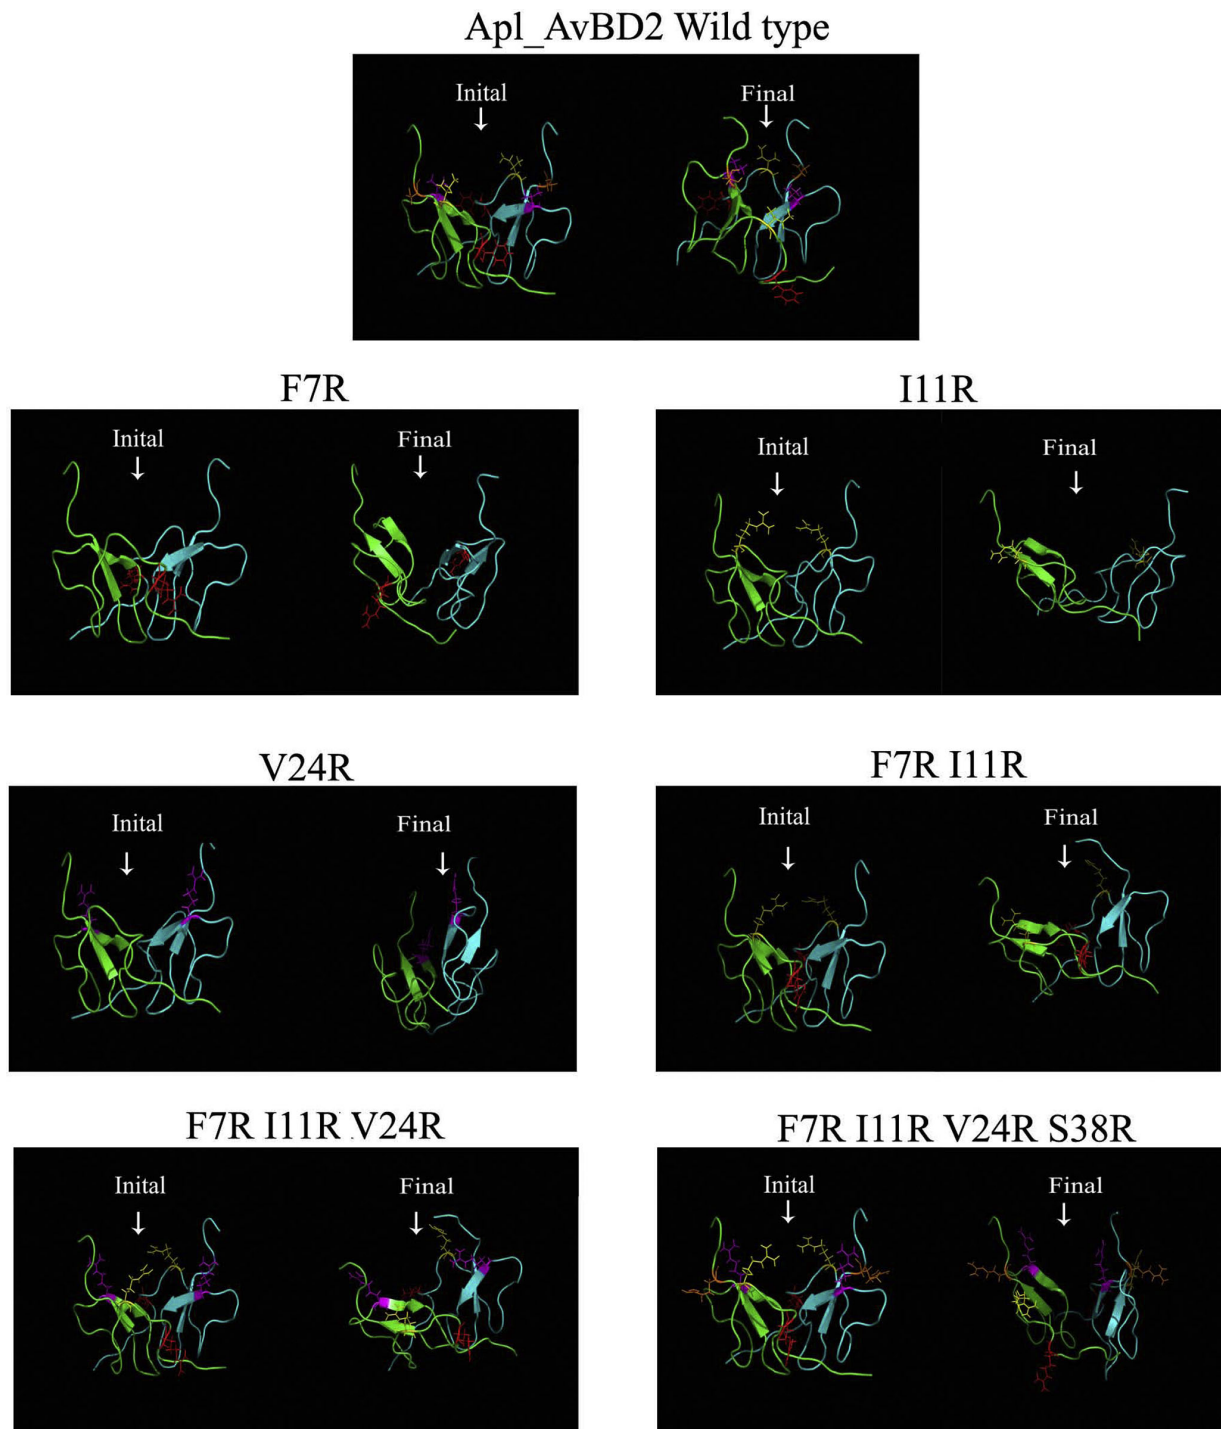 Apl_AvBD2 Wild type
Inital
Final
F7R
I11R
Inital
Final
Inital
Final
V24R
F7R I11R
Inital
Final
Inital
Final
F7R I11R V24R
F7R I11R V24R S38R
Inital
Final
Inital
Final